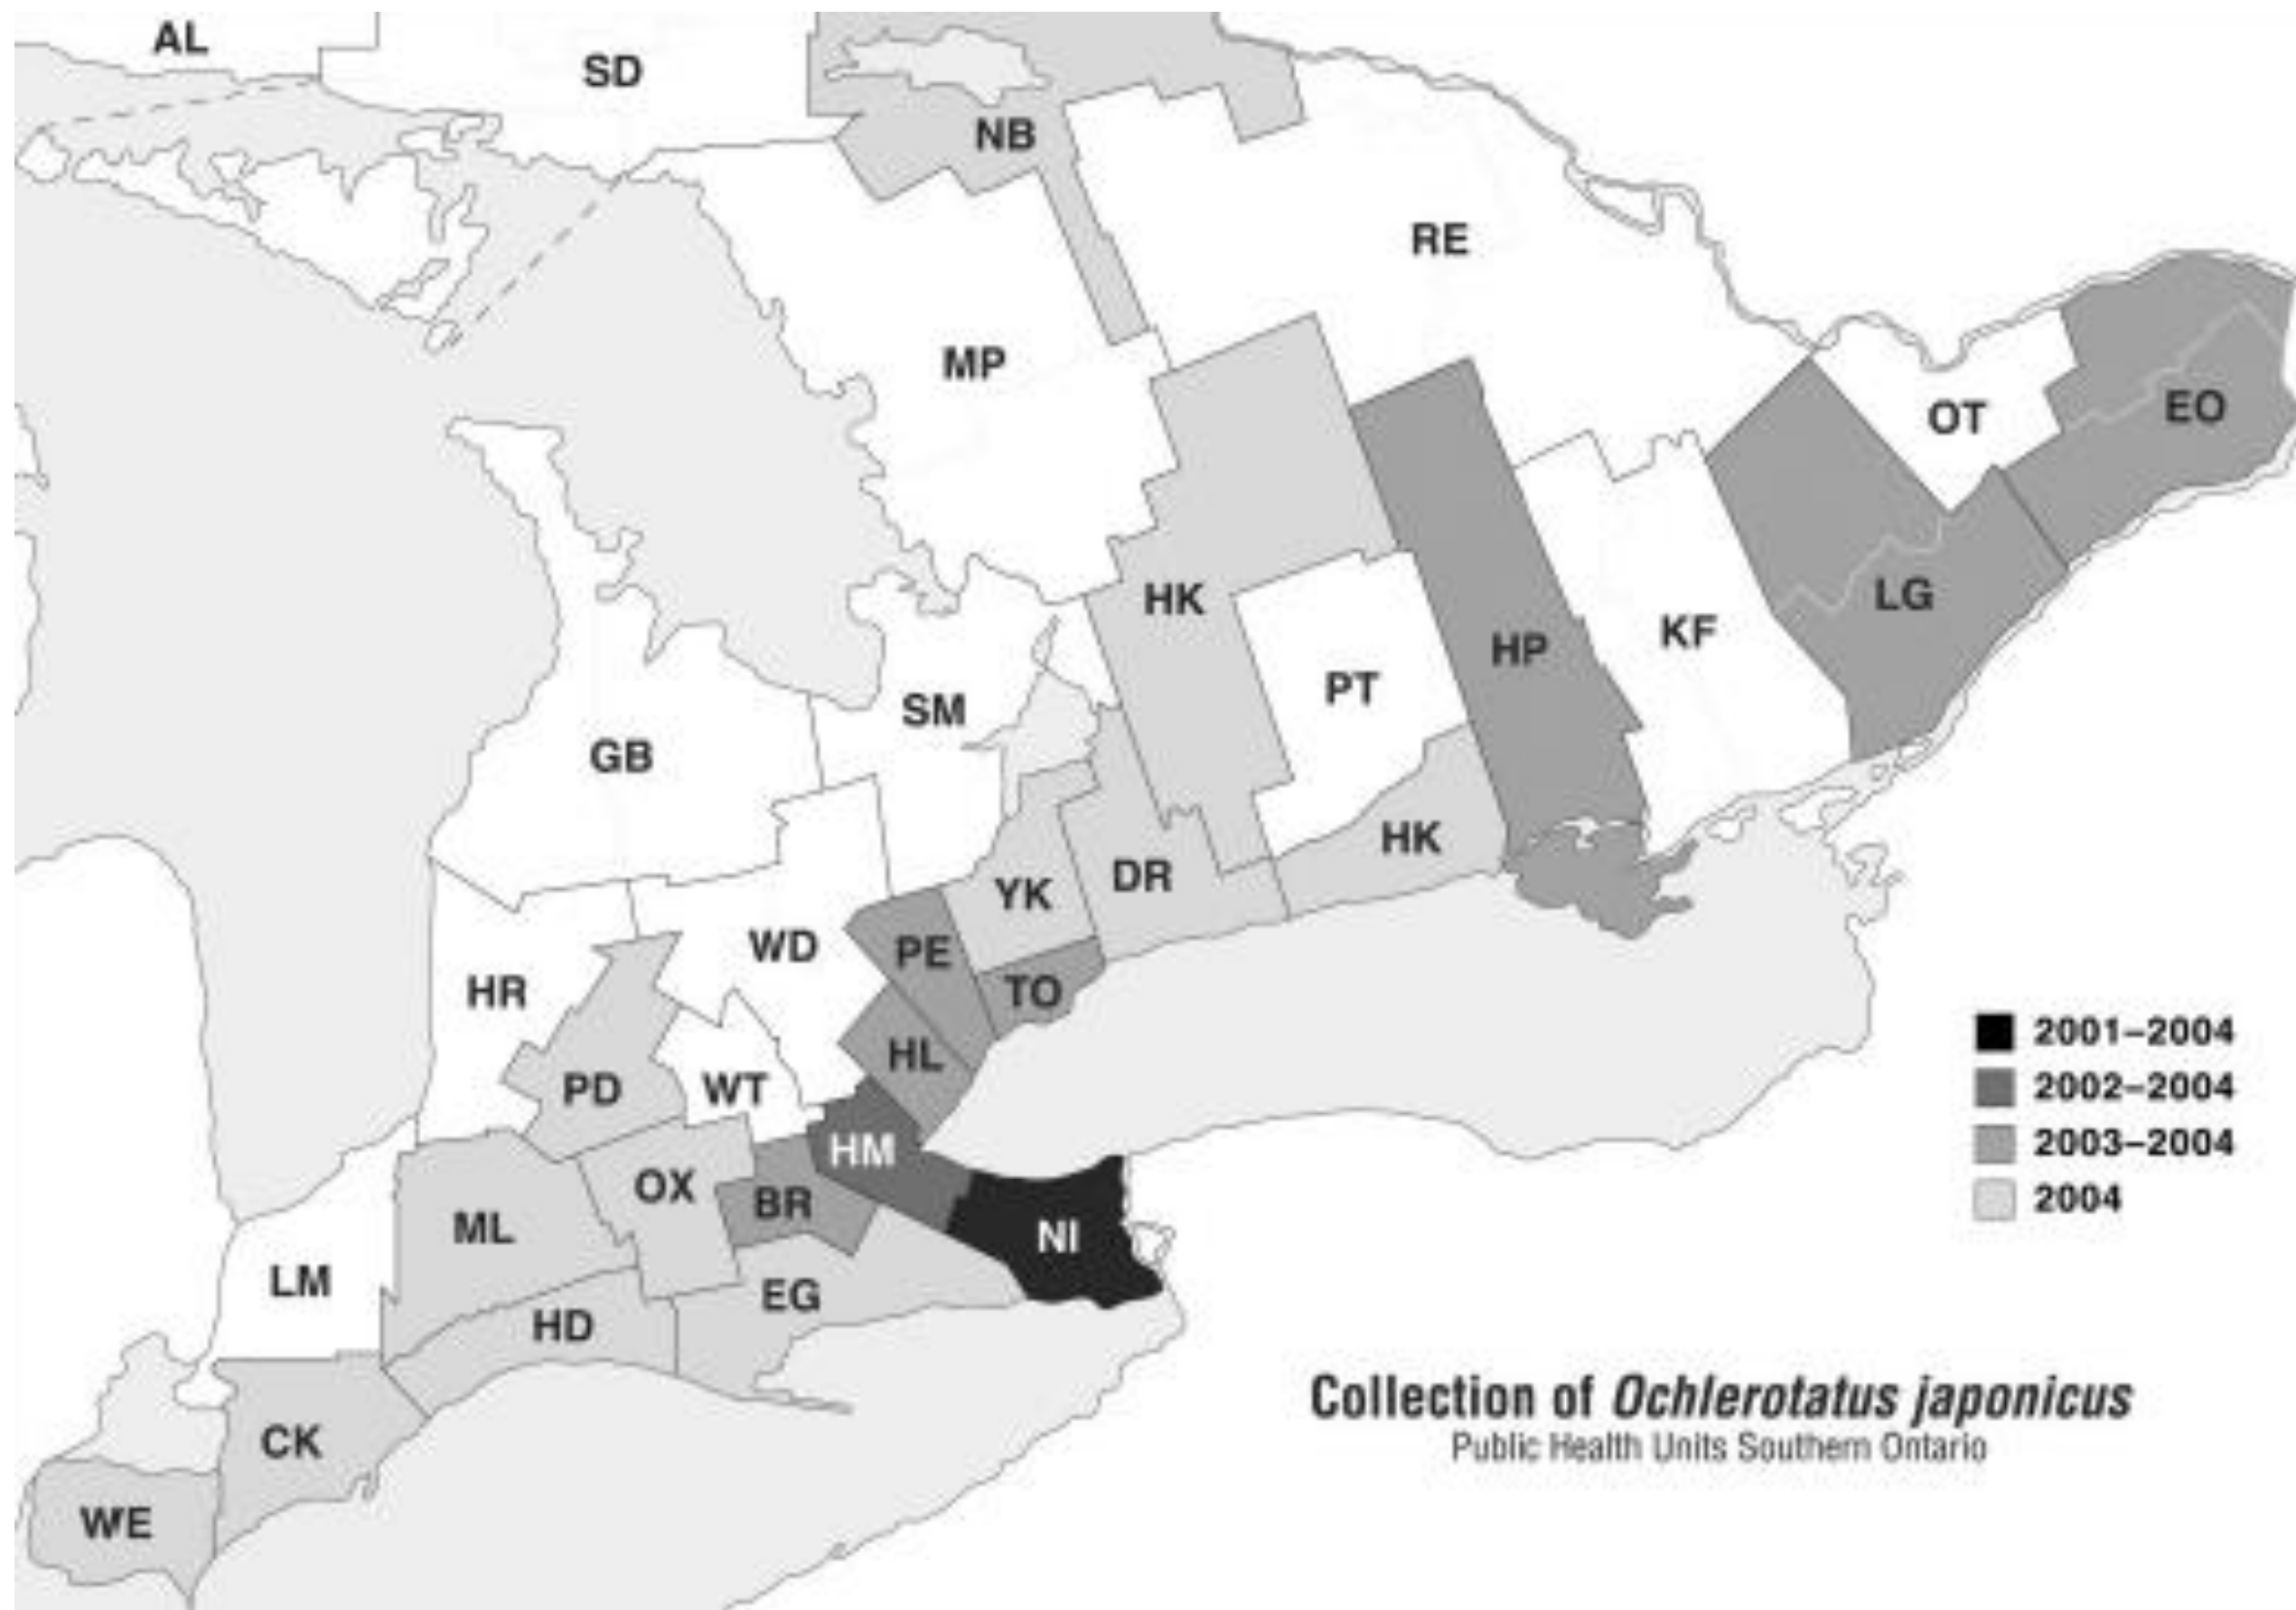 AL
SD
NB
RE
MP
OT
EO
HK
LG
HP
KF
PT
SM
GB
HK
YK
DR
WD
PE
HR
TO
HL
PD
WT
HM
OX
BR
ML
NI
LM
EG
HD
CK
WE
2001–2004
2002–2004
2003–2004
2004
Collection of Ochlerotatus japonicus
Public Health Units Southern Ontario